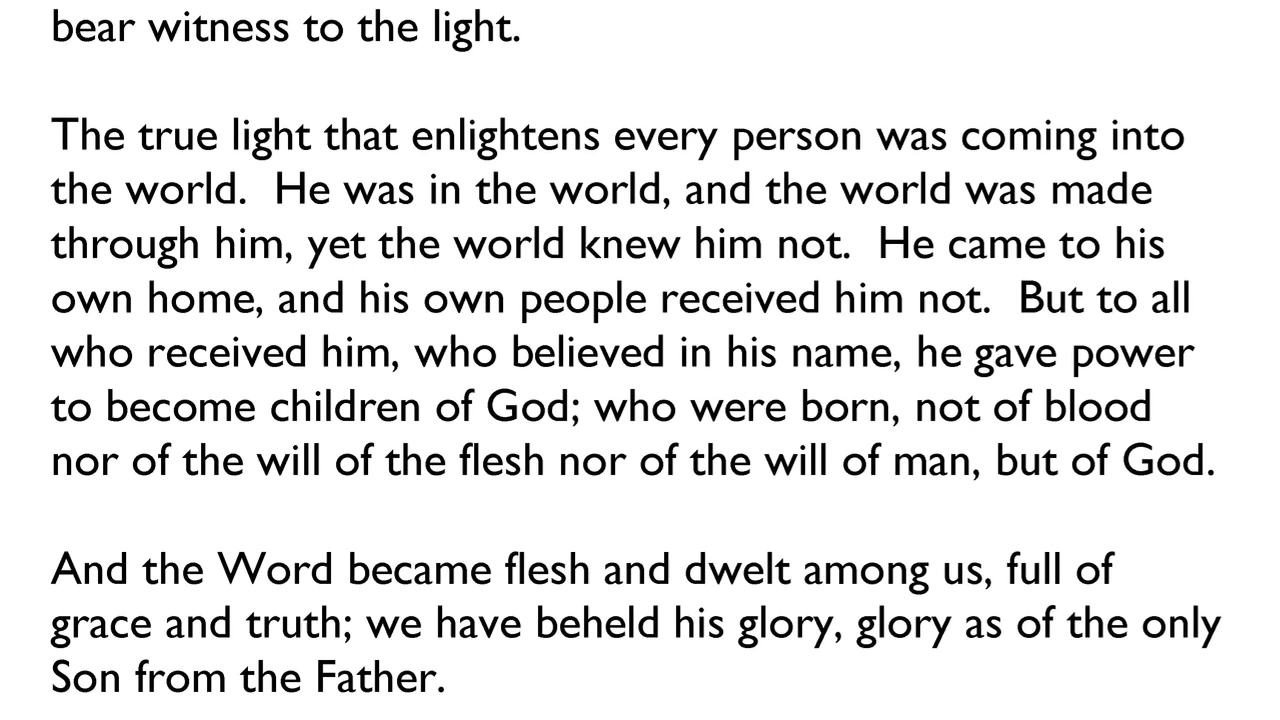 bear witness to the light.
The true light that enlightens every person was coming into
the world.  He was in the world, and the world was made
through him, yet the world knew him not.  He came to his
own home, and his own people received him not.  But to all
who received him, who believed in his name, he gave power
to become children of God; who were born, not of blood
nor of the will of the flesh nor of the will of man, but of God.
And the Word became flesh and dwelt among us, full of
grace and truth; we have beheld his glory, glory as of the only
Son from the Father.